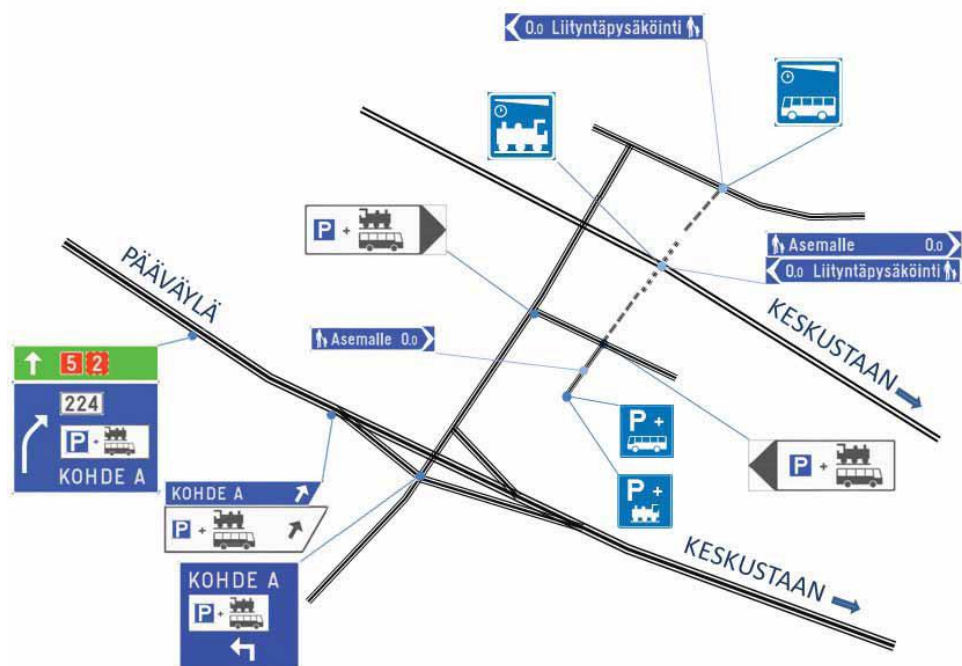 0.0 Liityntäpysäköinti
P +
Asemalle 0.0
0.0 Liityntäpysäköinti
PÄÄVÄYLÄ
KESKUSTAAN
Asemalle 0.0
5 2
224
P +
KOHDE A
P +
P +
KOHDE A
P +
P +
KESKUSTAAN
KOHDE A
P +